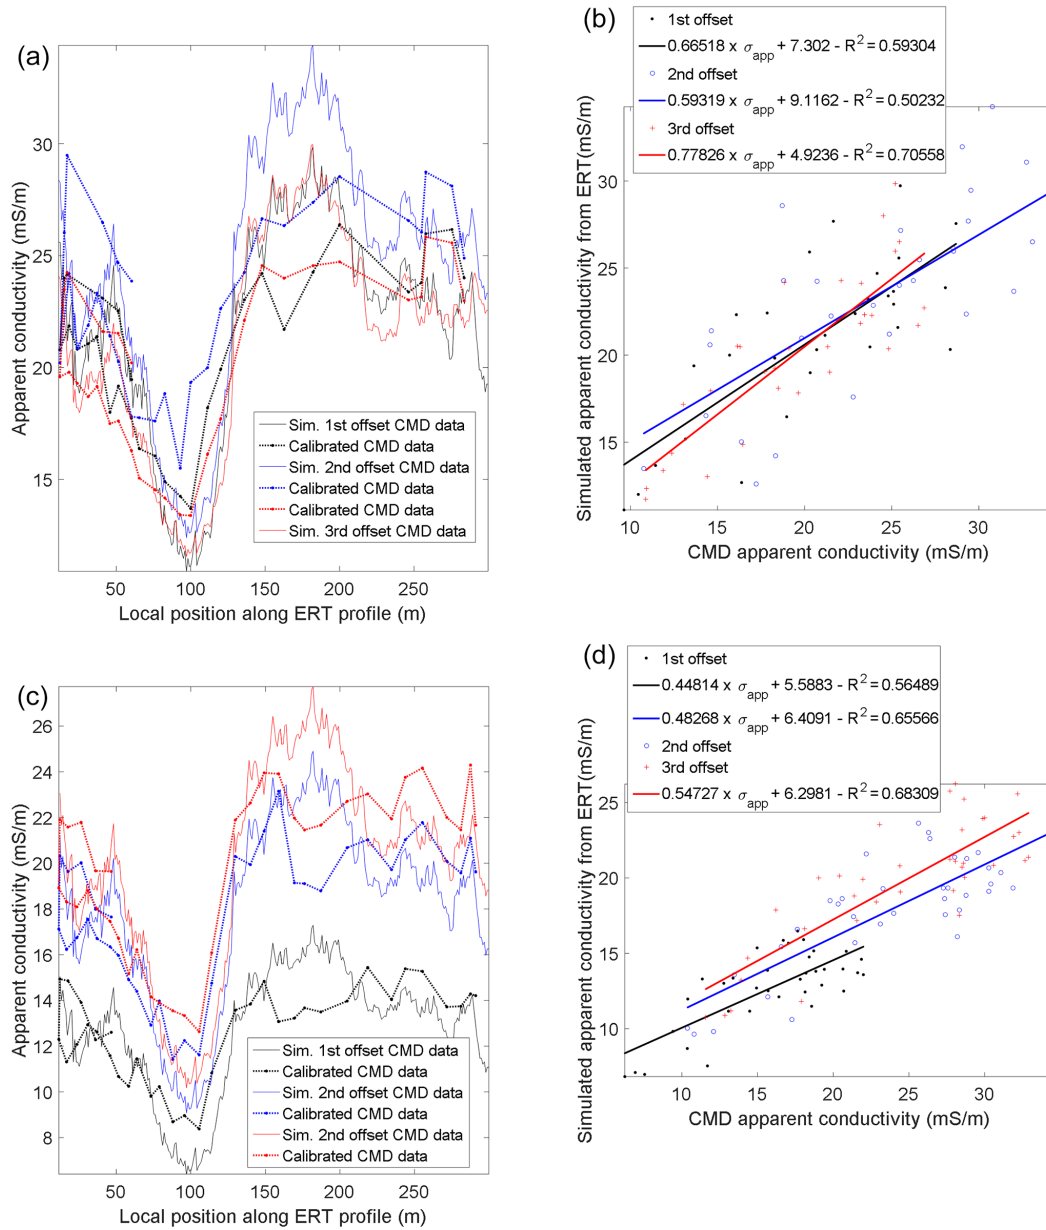 (a)
Apparent conductivity (mS/m)
30
25
20
15
50
100
150
200
250
Local position along ERT profile (m)
Sim. 1st offset CMD data
Calibrated CMD data
Sim. 2nd offset CMD data
Calibrated CMD data
Calibrated CMD data
Sim. 3rd offset CMD data
(b)
1st offset
0.66518 x σapp + 7.302 - R2 = 0.59304
2nd offset
0.59319 x σapp + 9.1162 - R2 = 0.50232
3rd offset
0.77826 x σapp + 4.9236 - R2 = 0.70558
Simulated apparent conductivity from ERT(mS/m)
30
25
20
15
10
15
20
25
30
CMD apparent conductivity (mS/m)
(c)
Apparent conductivity (mS/m)
26
24
22
20
18
16
14
12
10
8
50
100
150
200
250
Local position along ERT profile (m)
Sim. 1st offset CMD data
Calibrated CMD data
Sim. 2nd offset CMD data
Calibrated CMD data
Sim. 2nd offset CMD data
Calibrated CMD data
(d)
1st offset
0.44814 x σapp + 5.5883 - R2 = 0.56489
0.48268 x σapp + 6.4091 - R2 = 0.65566
2nd offset
3rd offset
0.54727 x σapp + 6.2981 - R2 = 0.68309
Simulated apparent conductivity from ERT(mS/m)
25
20
15
10
10
15
20
25
30
CMD apparent conductivity (mS/m)